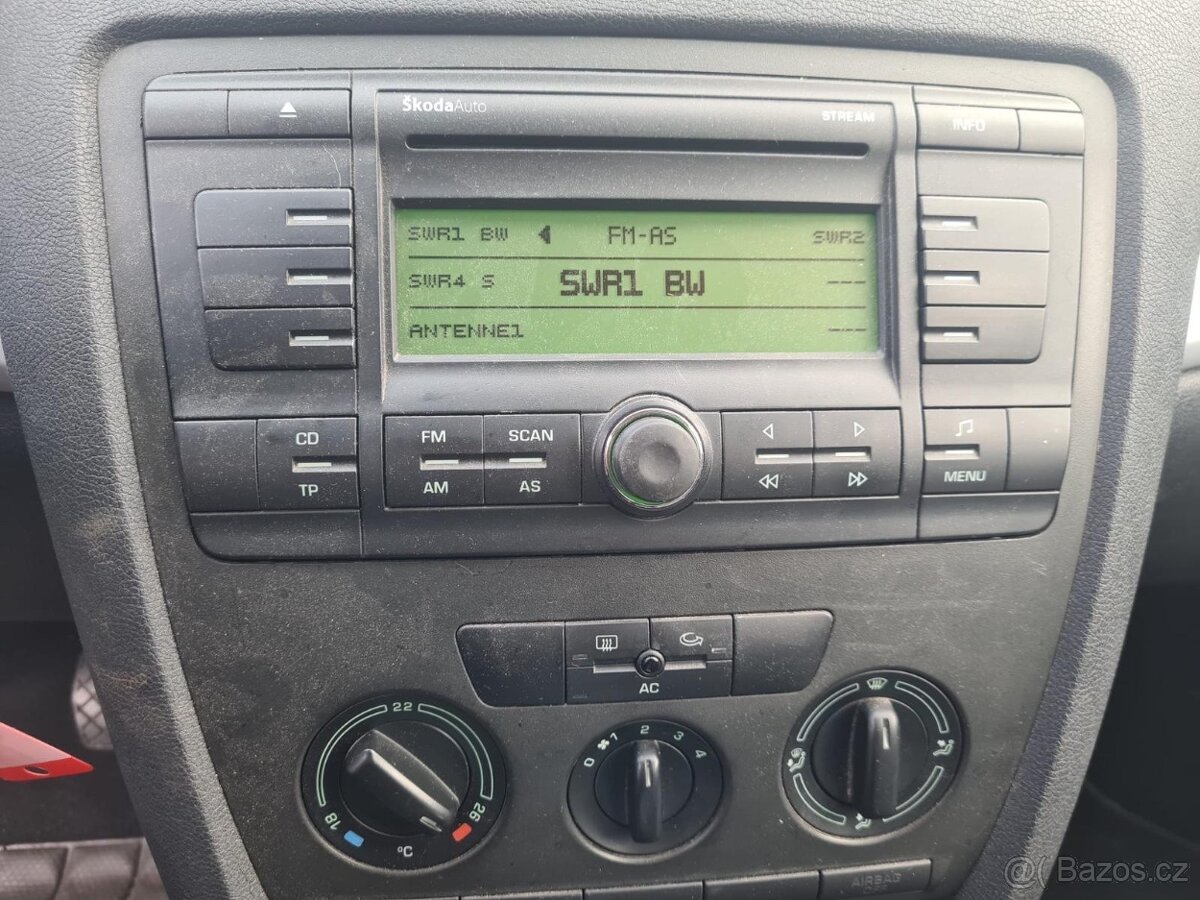 ŠkodaAuto
STREAM
INFO
SWR1 BW FM-AS SWR2
SWR4 S SWR1 BW ---
ANTENNE1 ---
CD FM SCAN
TP AM AS MENU
AC
22
18 26
°C
0 1 2 3 4
AIRBAG
Bazos.cz